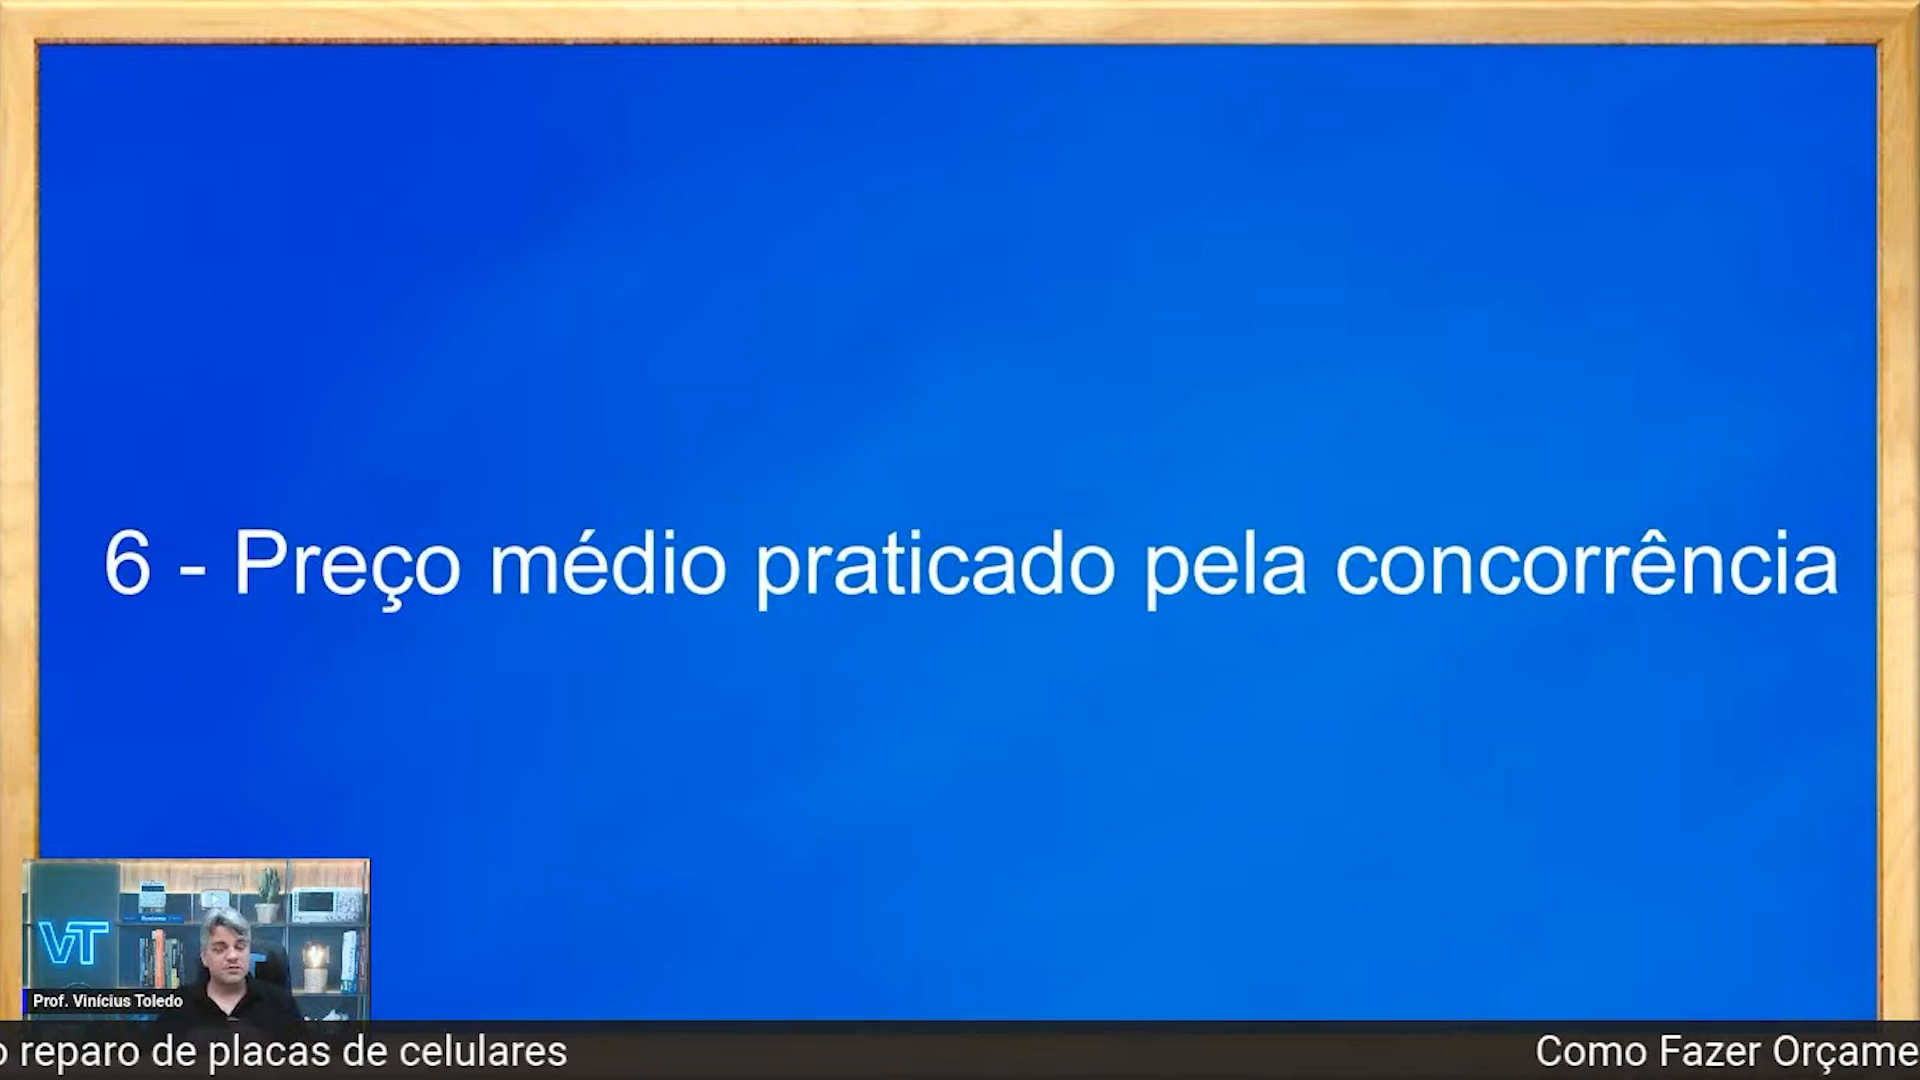 6 - Preço médio praticado pela concorrência
VT
Prof. Vinícius Toledo
o reparo de placas de celulares
Como Fazer Orçame